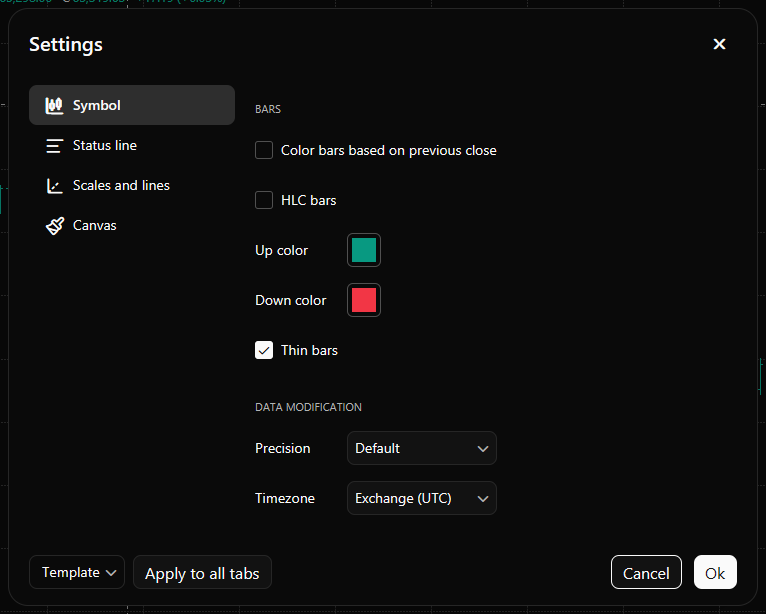 Settings
Symbol
Status line
Scales and lines
Canvas
BARS
Color bars based on previous close
HLC bars
Up color
Down color
Thin bars
DATA MODIFICATION
Precision
Default
Timezone
Exchange (UTC)
Template
Apply to all tabs
Cancel
Ok